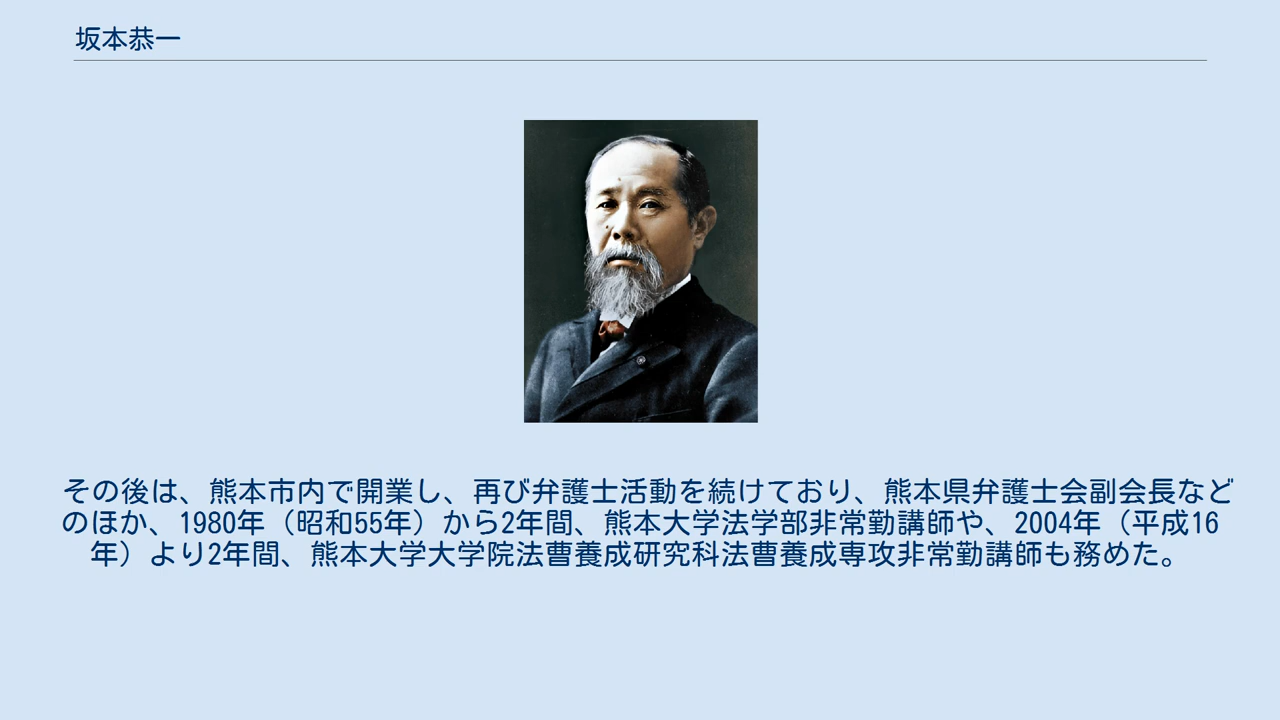 坂本恭一
その後は、熊本市内で開業し、再び弁護士活動を続けており、熊本県弁護士会副会長など
のほか、1980年（昭和55年）から2年間、熊本大学法学部非常勤講師や、2004年（平成16
年）より2年間、熊本大学大学院法曹養成研究科法曹養成専攻非常勤講師も務めた。